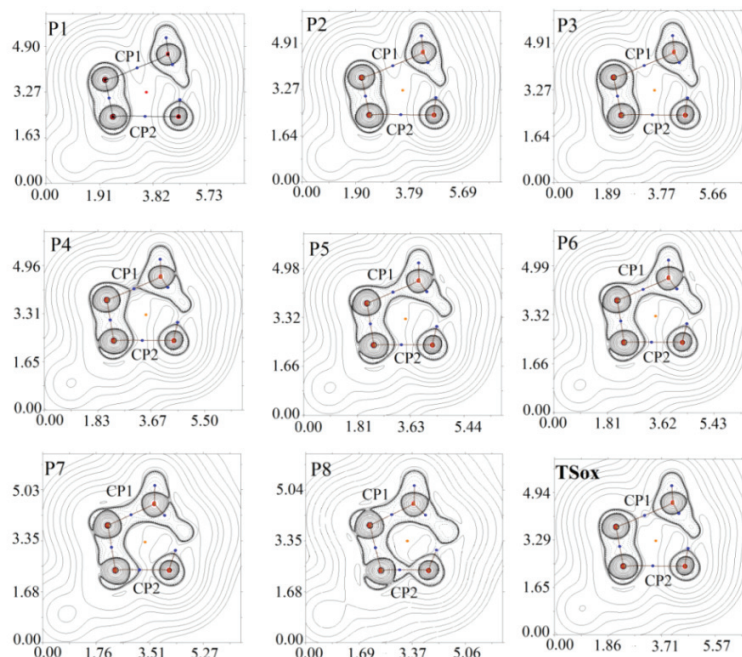 P1
CP1
CP2
4.90
3.27
1.63
0.00
0.00 1.91 3.82 5.73
P2
CP1
CP2
4.91
3.28
1.64
0.00
0.00 1.90 3.79 5.69
P3
CP1
CP2
4.91
3.28
1.64
0.00
0.00 1.89 3.77 5.66
P4
CP1
CP2
4.96
3.31
1.65
0.00
0.00 1.83 3.67 5.50
P5
CP1
CP2
4.98
3.32
1.66
0.00
0.00 1.81 3.63 5.44
P6
CP1
CP2
4.99
3.32
1.66
0.00
0.00 1.81 3.62 5.43
P7
CP1
CP2
5.03
3.35
1.68
0.00
0.00 1.76 3.51 5.27
P8
CP1
CP2
5.04
3.35
1.68
0.00
0.00 1.69 3.37 5.06
TSox
CP1
CP2
4.94
3.29
1.65
0.00
0.00 1.86 3.71 5.57